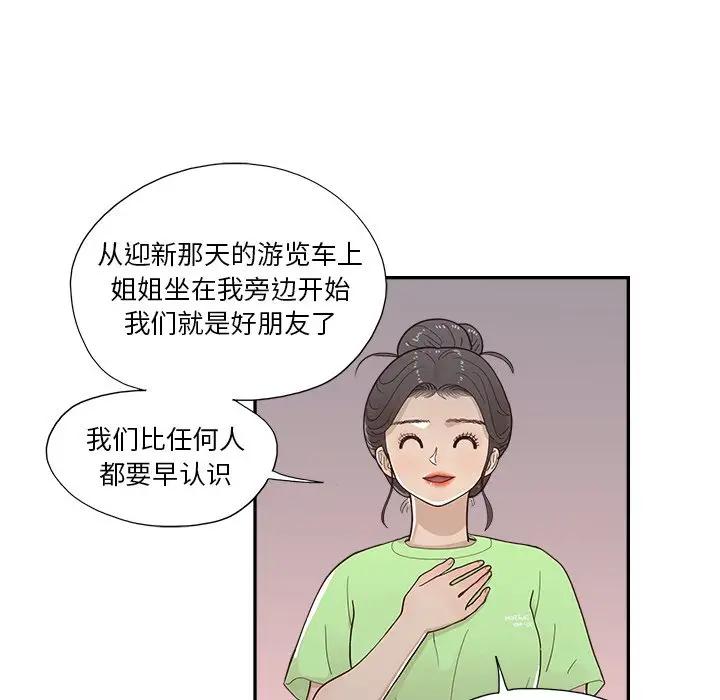 从迎新那天的游览车上
姐姐坐在我旁边开始
我们就是好朋友了
我们比任何人
都要早认识